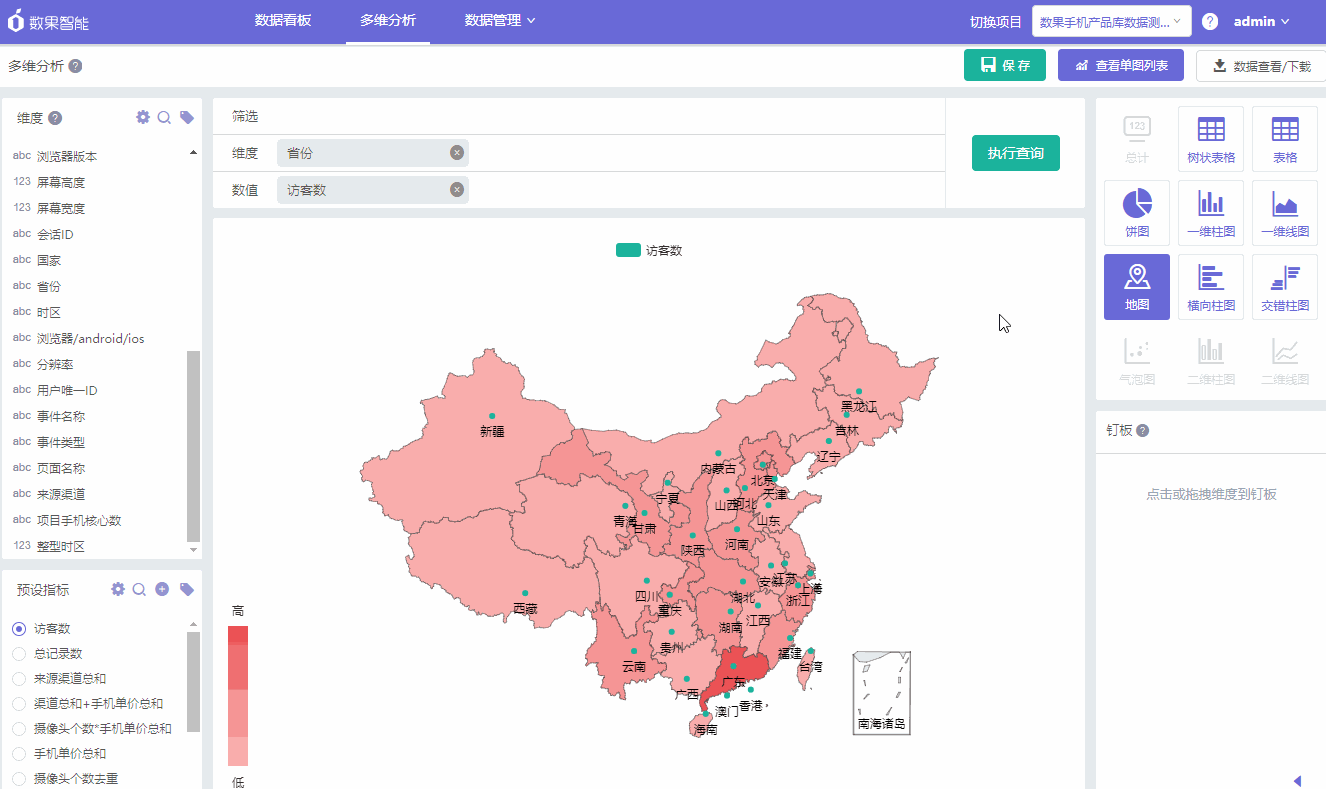 数果智能
数据看板
多维分析
数据管理
切换项目
数果手机产品库数据测...
?
admin
多维分析 ?
保存
查看单图列表
数据查看/下载
维度 ?
abc 浏览器版本
123 屏幕高度
123 屏幕宽度
abc 会话ID
abc 国家
abc 省份
abc 时区
abc 浏览器/android/ios
abc 分辨率
abc 用户唯一ID
abc 事件名称
abc 事件类型
abc 页面名称
abc 来源渠道
abc 项目手机核心数
123 整型时区
预设指标
访客数
总记录数
来源渠道总和
渠道总和+手机单价总和
摄像头个数*手机单价总和
手机单价总和
摄像头个数去重
筛选
维度
省份
数值
访客数
执行查询
访客数
黑龙江
吉林
辽宁
新疆
内蒙古
北京
天津
宁夏
山西
河北
青海
甘肃
山东
陕西
河南
安徽
江苏
上海
西藏
四川
重庆
湖北
浙江
湖南
江西
贵州
云南
福建
台湾
广西
广东
澳门
香港
海南
南海诸岛
高
低
123
总计
树状表格
表格
饼图
一维柱图
一维线图
地图
横向柱图
交错柱图
气泡图
二维柱图
二维线图
钉板 ?
点击或拖拽维度到钉板